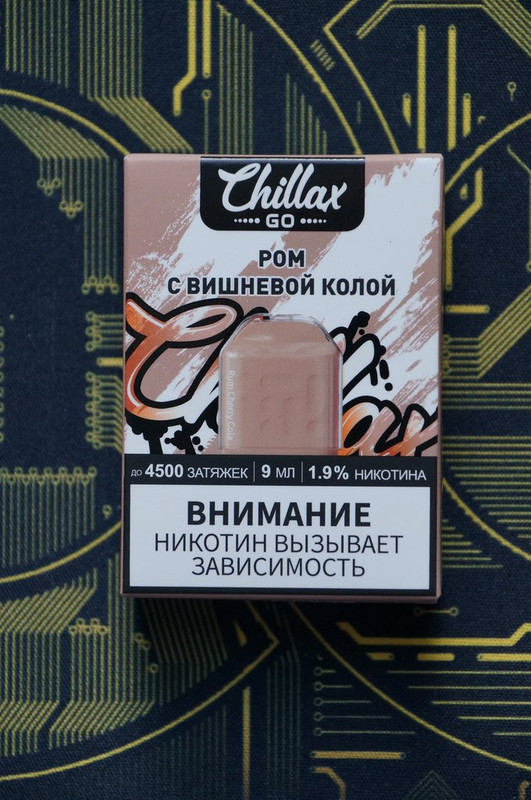 Chillax
GO
РОМ
С ВИШНЕВОЙ КОЛОЙ
Rum Cherry Cola
до 4500 ЗАТЯЖЕК | 9 МЛ | 1.9% НИКОТИНА
ВНИМАНИЕ
НИКОТИН ВЫЗЫВАЕТ
ЗАВИСИМОСТЬ